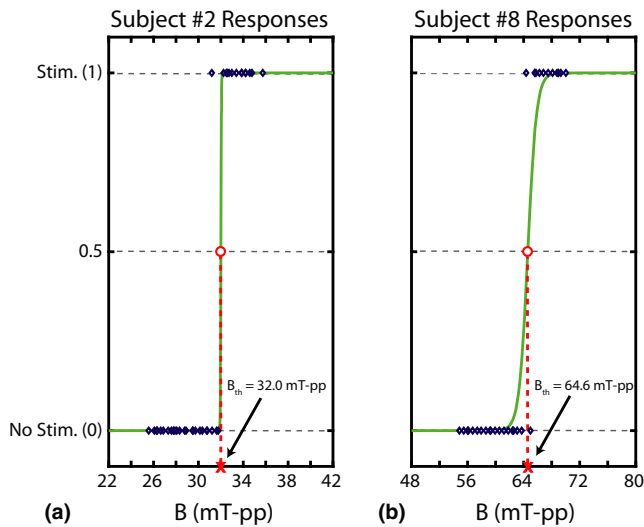 Subject #2 Responses
Subject #8 Responses
Stim. (1)
0.5
No Stim. (0)
B_th = 32.0 mT-pp
B_th = 64.6 mT-pp
22 26 30 34 38 42
48 56 64 72 80
(a) B (mT-pp)
(b) B (mT-pp)